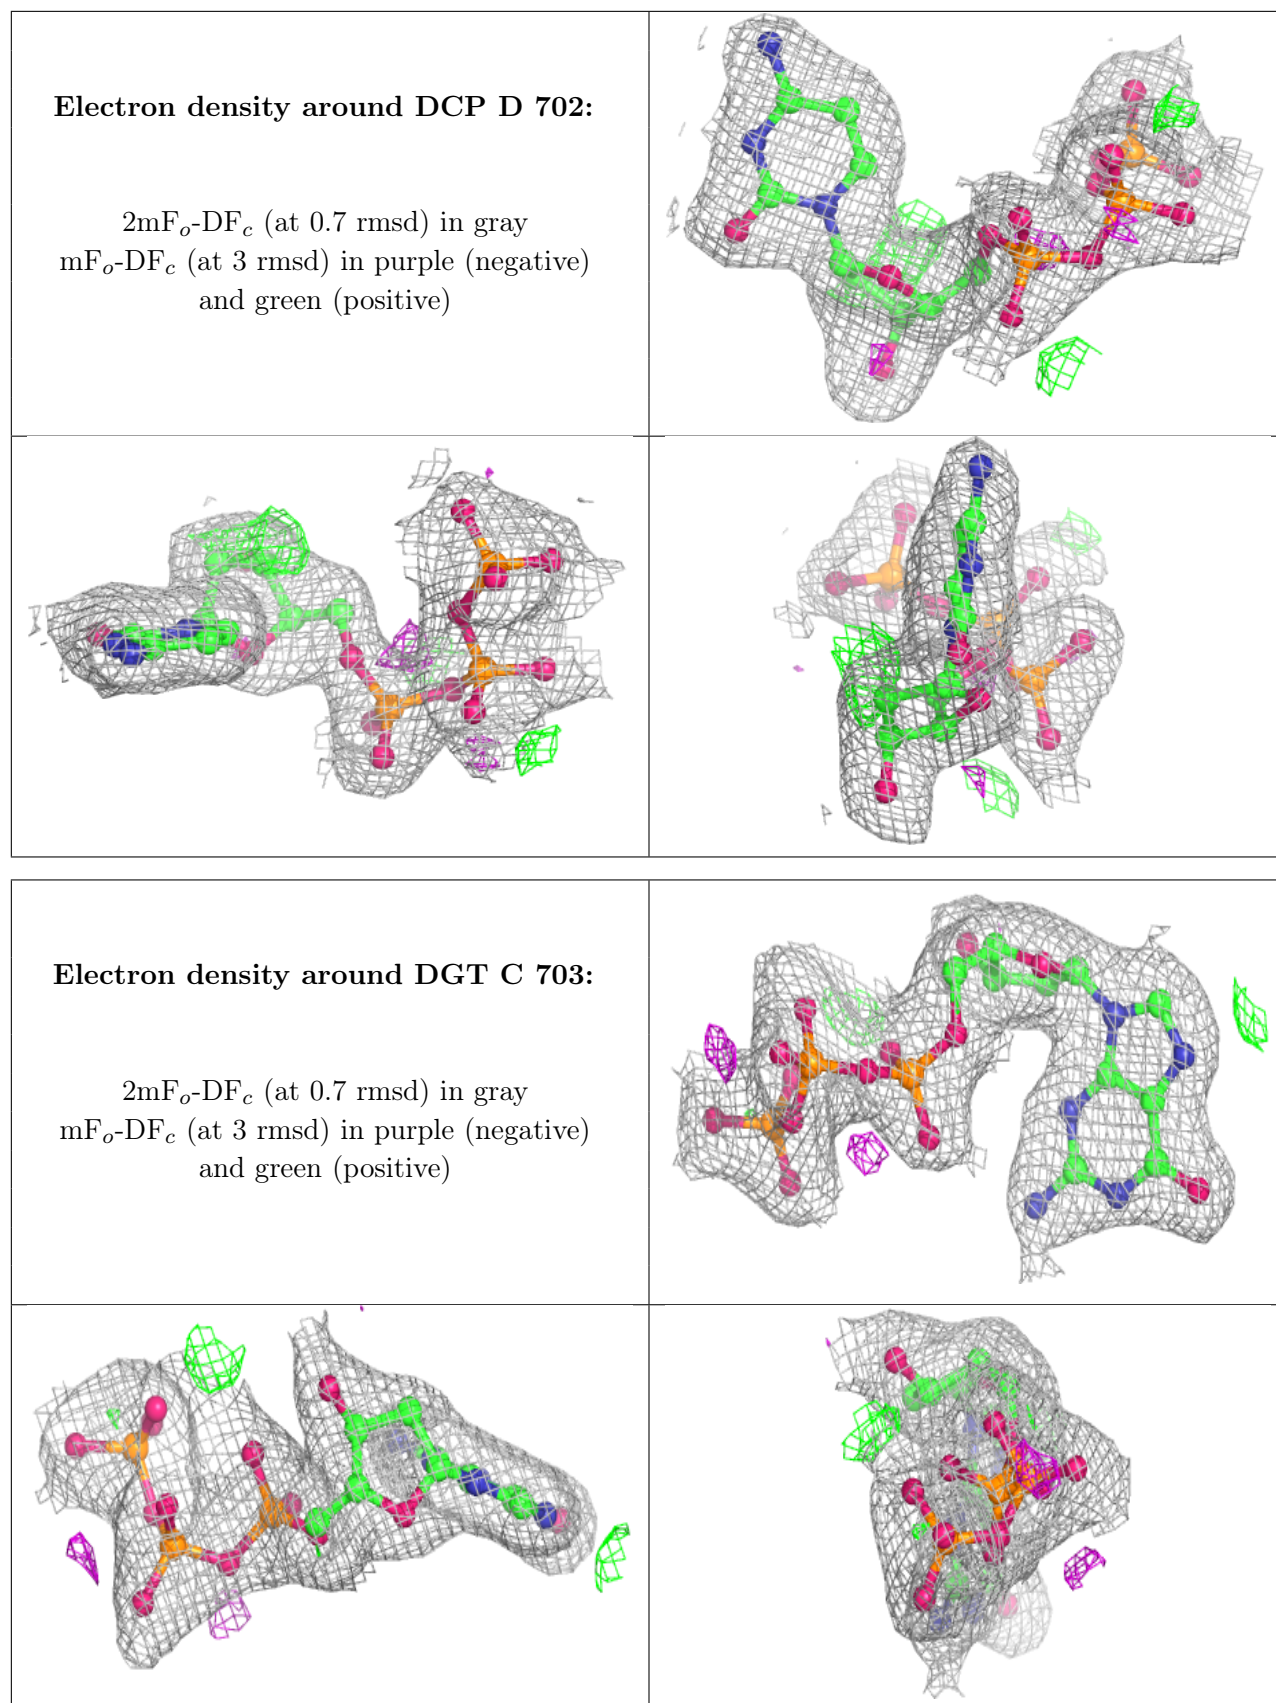 Electron density around DCP D 702:
2mFo-DFc (at 0.7 rmsd) in gray
mFo-DFc (at 3 rmsd) in purple (negative)
and green (positive)
Electron density around DGT C 703:
2mFo-DFc (at 0.7 rmsd) in gray
mFo-DFc (at 3 rmsd) in purple (negative)
and green (positive)